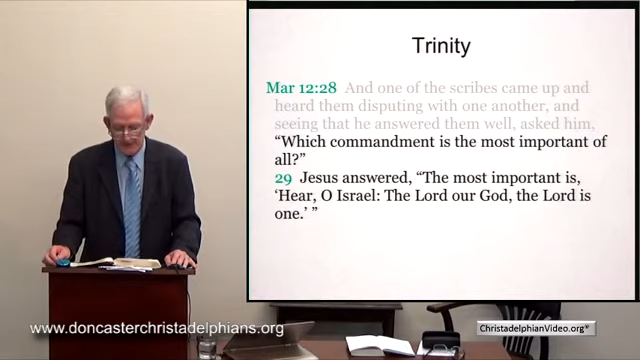 Trinity
Mar 12:28 And one of the scribes came up and
heard them disputing with one another, and
seeing that he answered them well, asked him,
“Which commandment is the most important of
all?”
29 Jesus answered, “The most important is,
‘Hear, O Israel: The Lord our God, the Lord is
one.’ ”
www.doncasterchristadelphians.org
ChristadelphianVideo.org®